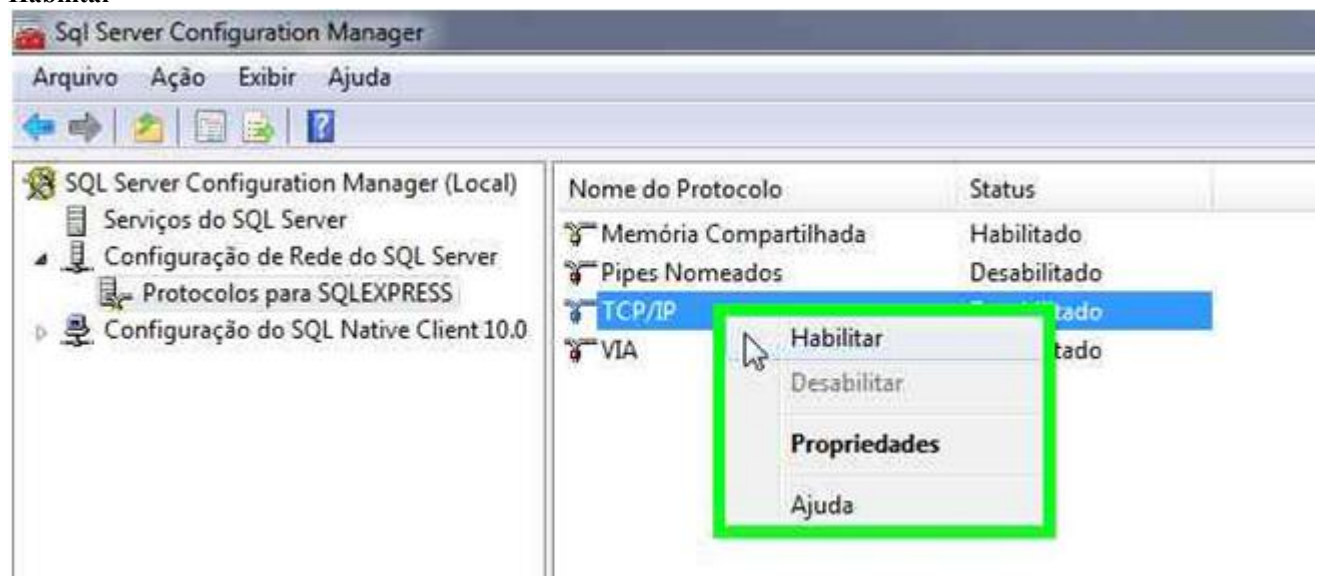 Habilitar
Sql Server Configuration Manager
Arquivo Ação Exibir Ajuda
SQL Server Configuration Manager (Local)
Serviços do SQL Server
Configuração de Rede do SQL Server
Protocolos para SQLEXPRESS
Configuração do SQL Native Client 10.0
Nome do Protocolo Status
Memória Compartilhada Habilitado
Pipes Nomeados Desabilitado
TCP/IP
VIA
Habilitar
Desabilitar
Propriedades
Ajuda